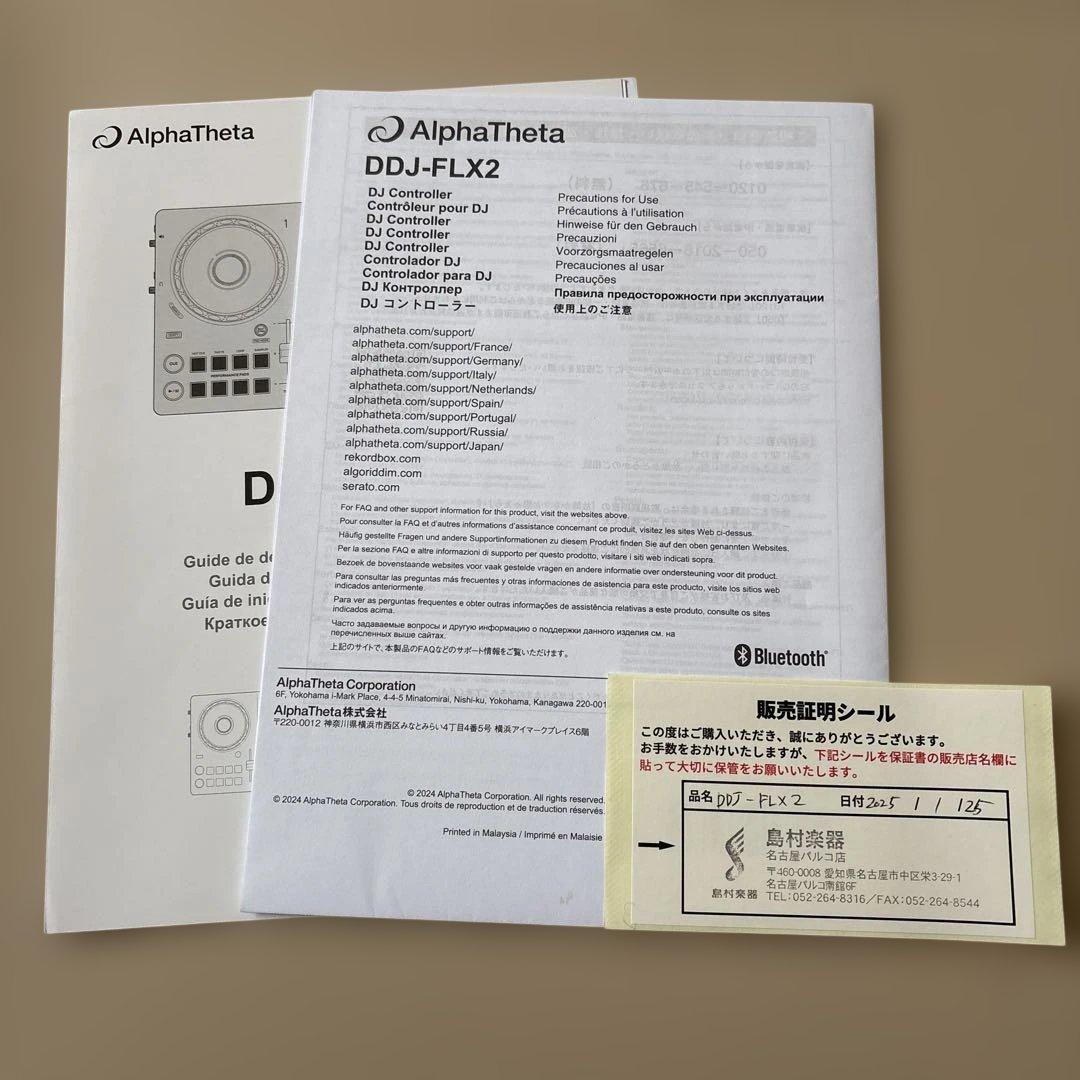 AlphaTheta
1
CUE
PERFORMANCE PADS
D
Guide de dé
Guida d
Guía de inic
Краткое
AlphaTheta
DDJ-FLX2
DJ Controller
Contrôleur pour DJ
DJ Controller
DJ Controller
DJ Controller
Controlador DJ
Controlador para DJ
DJ Контроллер
DJ コントローラー
Precautions for Use
Précautions à l'utilisation
Hinweise für den Gebrauch
Precauzioni
Voorzorgsmaatregelen
Precauciones al usar
Precauções
Правила предосторожности при эксплуатации
使用上のご注意
alphatheta.com/support/
alphatheta.com/support/France/
alphatheta.com/support/Germany/
alphatheta.com/support/Italy/
alphatheta.com/support/Netherlands/
alphatheta.com/support/Spain/
alphatheta.com/support/Portugal/
alphatheta.com/support/Russia/
alphatheta.com/support/Japan/
rekordbox.com
algoriddim.com
serato.com
For FAQ and other support information for this product, visit the websites above.
Pour consulter la FAQ et d'autres informations d'assistance concernant ce produit, visitez les sites Web ci-dessus.
Häufig gestellte Fragen und andere Supportinformationen zu diesem Produkt finden Sie auf den oben genannten Websites.
Per la sezione FAQ e altre informazioni di supporto per questo prodotto, visitare i siti web indicati sopra.
Bezoek de bovenstaande websites voor vaak gestelde vragen en andere informatie over ondersteuning voor dit product.
Para consultar las preguntas más frecuentes y otras informaciones de asistencia para este producto, visite los sitios web
indicados anteriormente.
Para ver as perguntas frequentes e obter outras informações de assistência relativas a este produto, consulte os sites
indicados acima.
Часто задаваемые вопросы и другую информацию о поддержки данного изделия см. на
перечисленных выше сайтах.
上記のサイトで、本製品のFAQなどのサポート情報をご覧いただけます。
Bluetooth®
AlphaTheta Corporation
6F, Yokohama i-Mark Place, 4-4-5 Minatomirai, Nishi-ku, Yokohama, Kanagawa 220-001
AlphaTheta株式会社
〒220-0012 神奈川県横浜市西区みなとみらい4丁目4番5号 横浜アイマークプレイス6階
© 2024 AlphaTheta Corporation. All rights reserved.
© 2024 AlphaTheta Corporation. Tous droits de reproduction et de traduction réservés.
Printed in Malaysia / Imprimé en Malaisie
販売証明シール
この度はご購入いただき、誠にありがとうございます。
お手数をおかけいたしますが、下記シールを保証書の販売店名欄に
貼って大切に保管をお願いいたします。
品名 DDJ-FLX2 日付 2025 / 1 / 25
島村楽器
名古屋パルコ店
〒460-0008 愛知県名古屋市中区栄3-29-1
名古屋パルコ南館6F
島村楽器 TEL:052-264-8316/FAX:052-264-8544